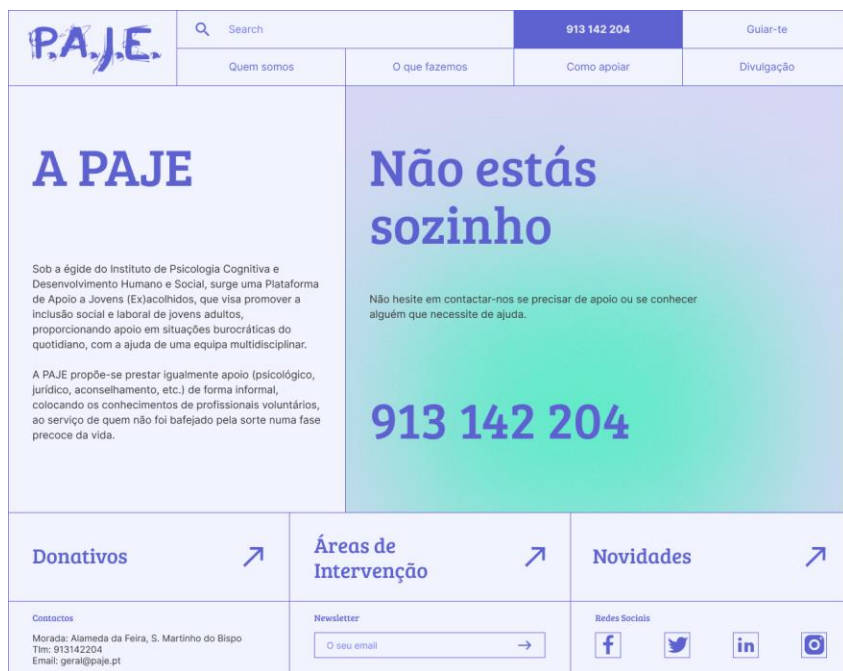 P.A.J.E.
Search
913 142 204
Guiar-te
Quem somos
O que fazemos
Como apoiar
Divulgação
A PAJE
Sob a égide do Instituto de Psicologia Cognitiva e
Desenvolvimento Humano e Social, surge uma Plataforma
de Apoio a Jovens (Ex)acolhidos, que visa promover a
inclusão social e laboral de jovens adultos,
proporcionando apoio em situações burocráticas do
quotidiano, com a ajuda de uma equipa multidisciplinar.
A PAJE propõe-se prestar igualmente apoio (psicológico,
jurídico, aconselhamento, etc.) de forma informal,
colocando os conhecimentos de profissionais voluntários,
ao serviço de quem não foi bafejado pela sorte numa fase
precoce da vida.
Não estás
sozinho
Não hesite em contactar-nos se precisar de apoio ou se conhecer
alguém que necessite de ajuda.
913 142 204
Donativos
Áreas de
Intervenção
Novidades
Contactos
Morada: Alameda da Feira, S. Martinho do Bispo
Tlm: 913142204
Email: geral@paje.pt
Newsletter
O seu email
Redes Sociais